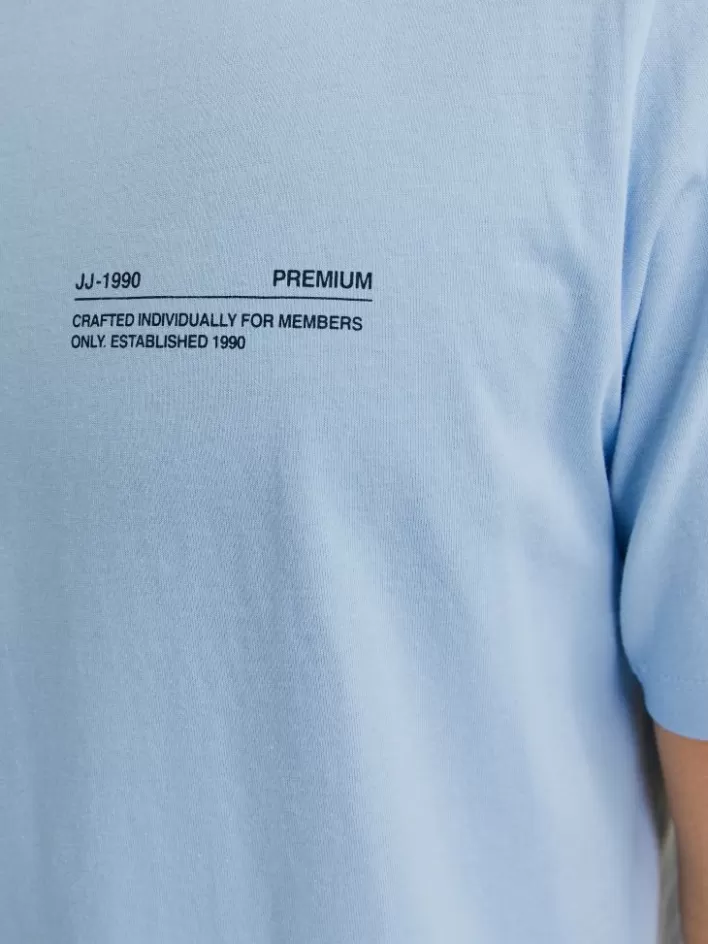 JJ-1990 PREMIUM
CRAFTED INDIVIDUALLY FOR MEMBERS
ONLY. ESTABLISHED 1990